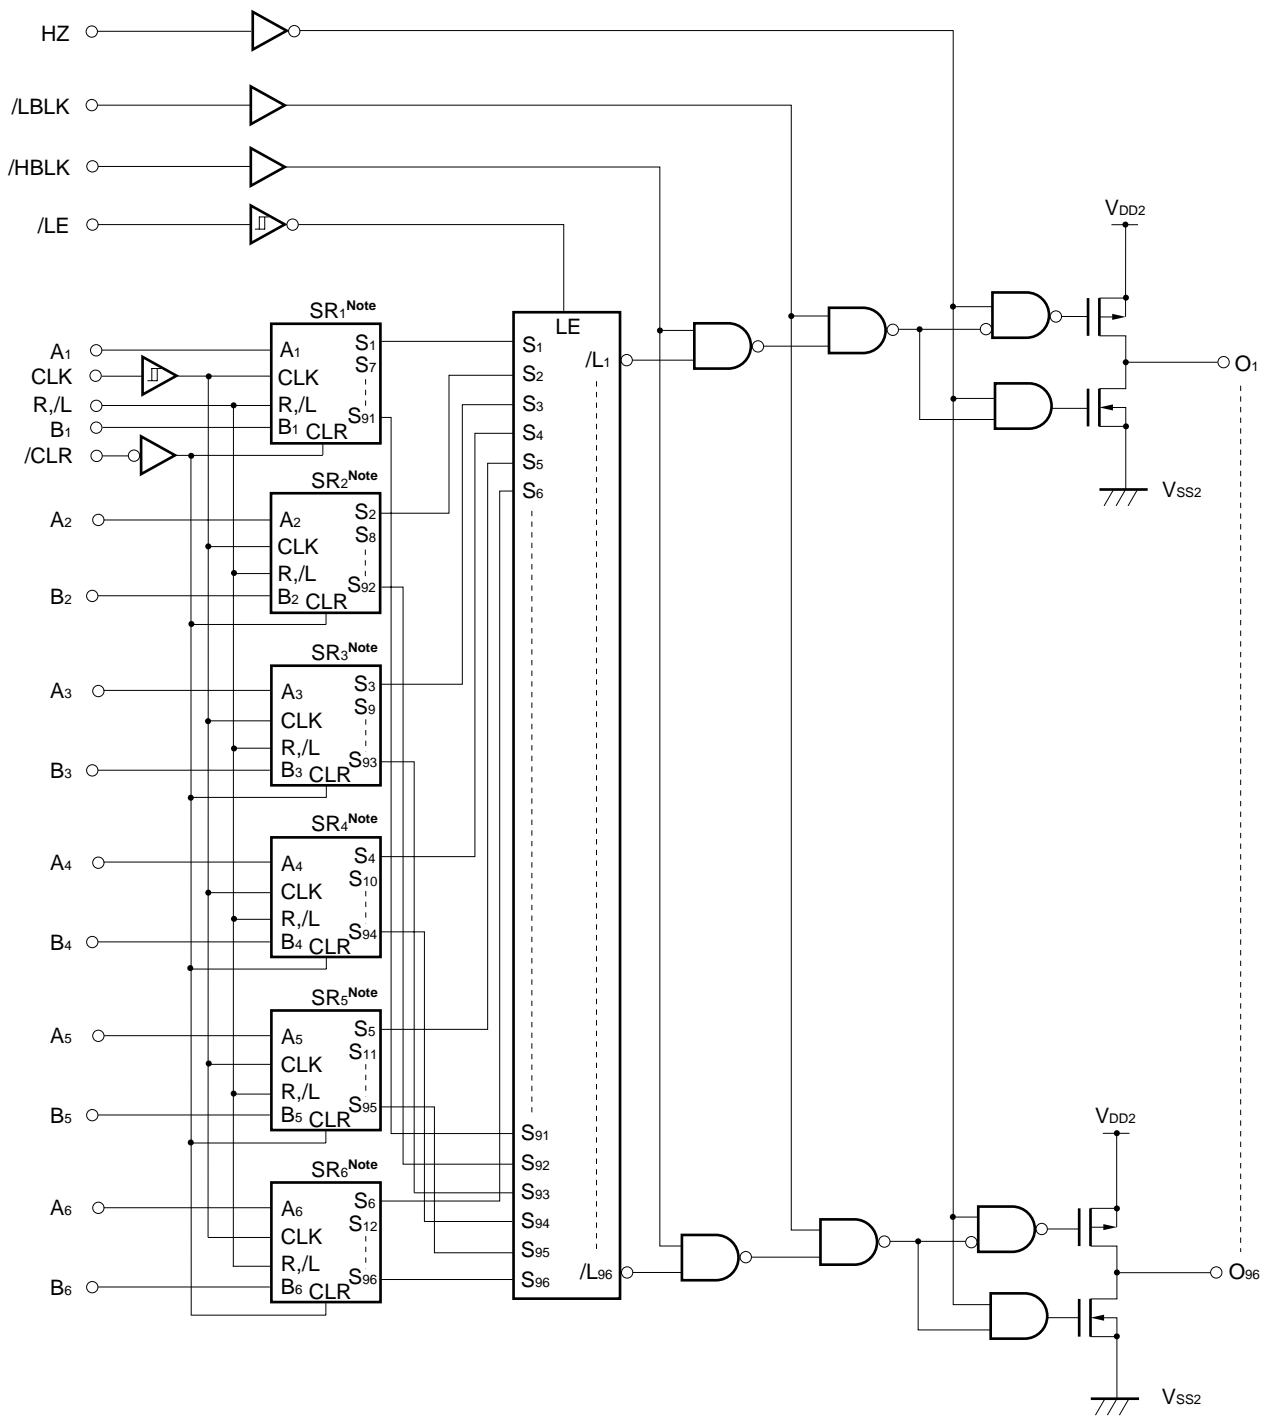 HZ
/LBLK
/HBLK
/LE
VDD2
SR1Note
LE
A1
A1
S1
S1
/L1
O1
CLK
CLK
S7
S2
R,/L
R,/L
S91
S3
B1
B1
CLR
S4
/CLR
S5
SR2Note
S6
VSS2
A2
A2
S2
CLK
S8
R,/L
S92
B2
B2
CLR
SR3Note
A3
A3
S3
CLK
S9
R,/L
S93
B3
B3
CLR
SR4Note
A4
A4
S4
CLK
S10
R,/L
S94
B4
B4
CLR
SR5Note
A5
A5
S5
CLK
S11
R,/L
S95
B5
B5
CLR
VDD2
S91
SR6Note
S92
A6
A6
S6
S93
CLK
S12
S94
R,/L
S95
B6
B6
CLR
S96
S96
/L96
O96
VSS2